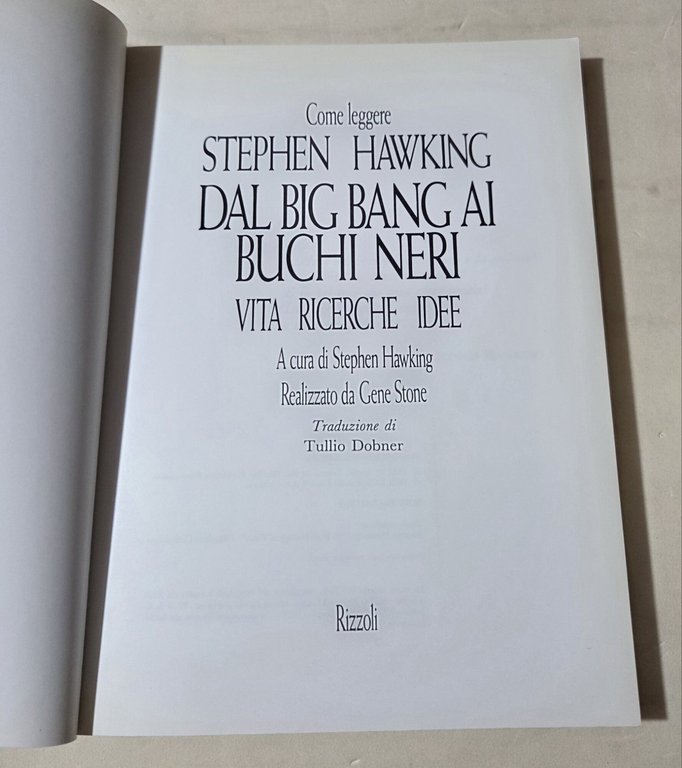 Come leggere
STEPHEN HAWKING
DAL BIG BANG AI
BUCHI NERI
VITA RICERCHE IDEE
A cura di Stephen Hawking
Realizzato da Gene Stone
Traduzione di
Tullio Dobner
Rizzoli